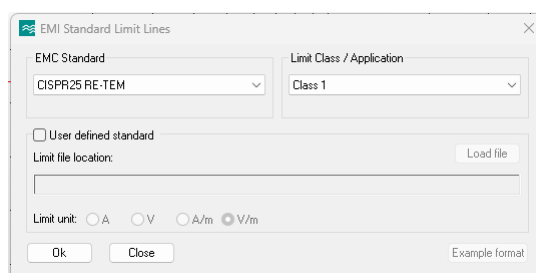 EMI Standard Limit Lines
EMC Standard
CISPR25 RE-TEM
Limit Class / Application
Class 1
User defined standard
Limit file location:
Load file
Limit unit: A V A/m V/m
Ok Close Example format